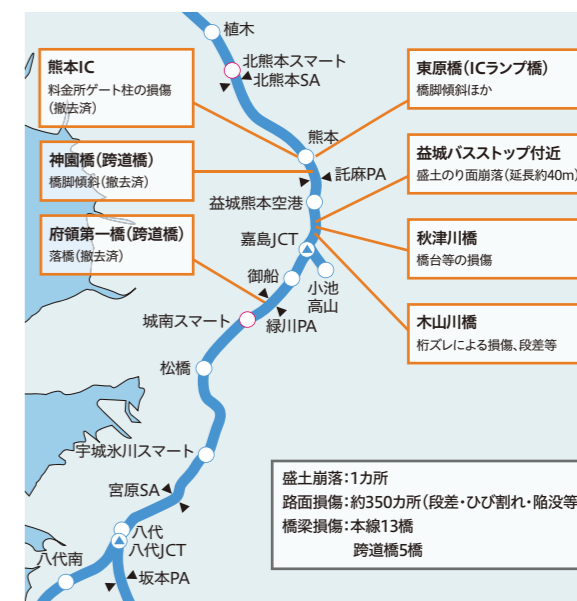 植木
北熊本スマート
北熊本SA
熊本IC
料金所ゲート柱の損傷
(撤去済)
東原橋(ICランプ橋)
橋脚傾斜ほか
熊本
神園橋(跨道橋)
橋脚傾斜(撤去済)
託麻PA
益城バスストップ付近
盛土のり面崩落(延長約40m)
益城熊本空港
府領第一橋(跨道橋)
落橋(撤去済)
嘉島JCT
秋津川橋
橋台等の損傷
御船
小池
高山
城南スマート
緑川PA
木山川橋
桁ズレによる損傷、段差等
松橋
宇城氷川スマート
宮原SA
盛土崩落:1カ所
路面損傷:約350カ所(段差・ひび割れ・陥没等
橋梁損傷:本線13橋
跨道橋5橋
八代
八代JCT
八代南
坂本PA